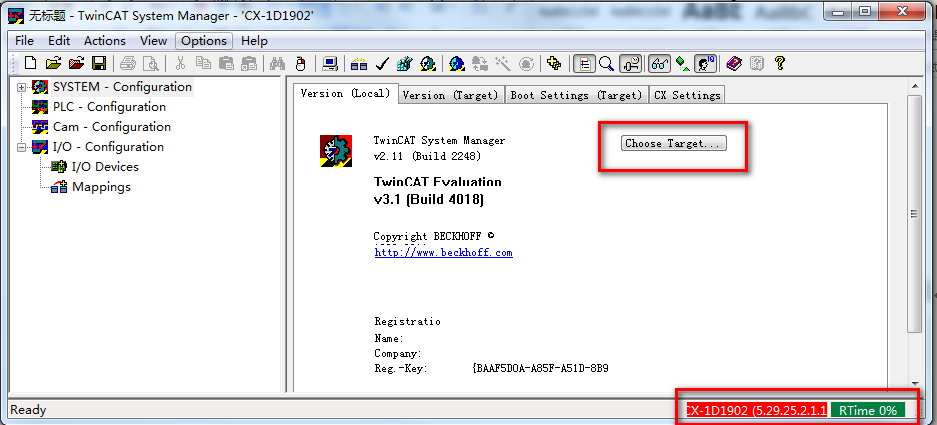 无标题 - TwinCAT System Manager - 'CX-1D1902'
File Edit Actions View Options Help
SYSTEM - Configuration
PLC - Configuration
Cam - Configuration
I/O - Configuration
I/O Devices
Mappings
Version (Local) Version (Target) Boot Settings (Target) CX Settings
TwinCAT System Manager
v2.11 (Build 2248)
Choose Target...
TwinCAT Evaluation
v3.1 (Build 4018)
Copyright BECKHOFF ©
http://www.beckhoff.com
Registratio
Name:
Company:
Reg.-Key: {BAAF5D0A-A85F-A51D-8B9
Ready
CX-1D1902 (5.29.25.2.1.1 RTime 0%